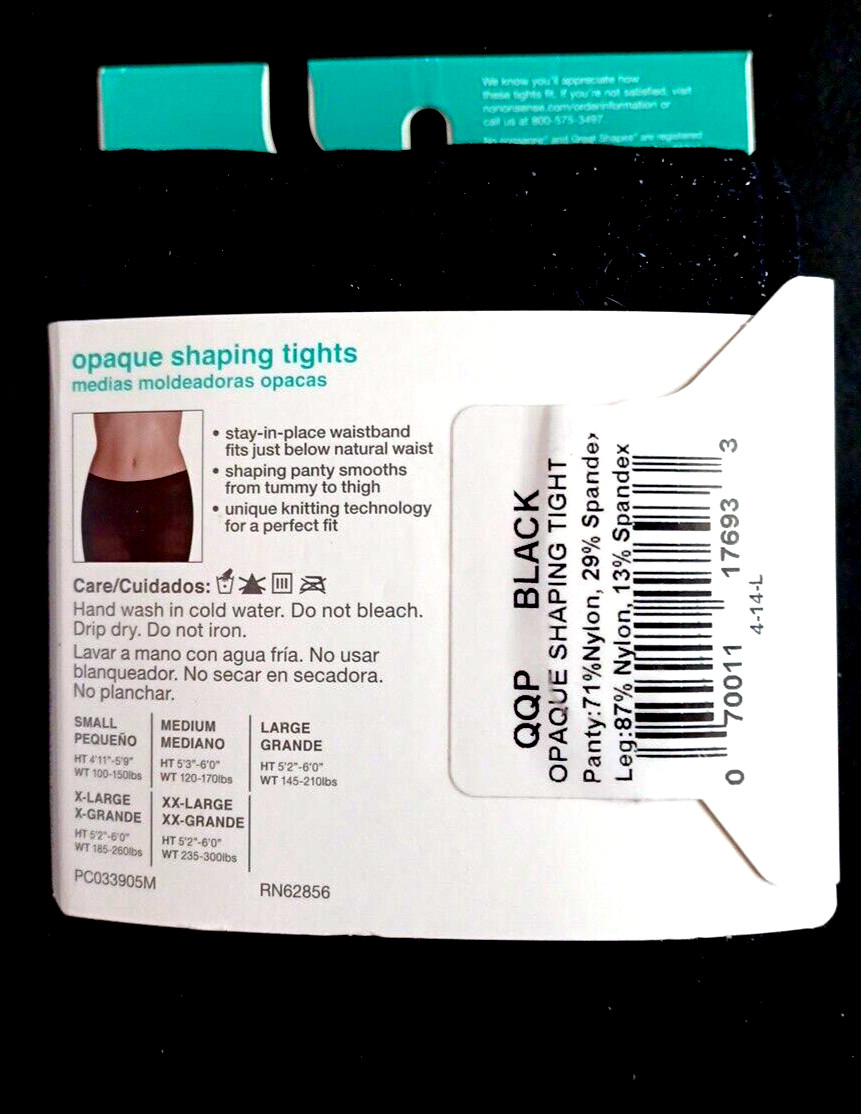 We know you'll appreciate how
these tights fit. If you're not satisfied, visit
nononsense.com/orderinformation or
call us at 800-575-3497
No nonsense® and Great Shapes® are registered
opaque shaping tights
medias moldeadoras opacas
• stay-in-place waistband
fits just below natural waist
• shaping panty smooths
from tummy to thigh
• unique knitting technology
for a perfect fit
Care/Cuidados:
Hand wash in cold water. Do not bleach.
Drip dry. Do not iron.
Lavar a mano con agua fría. No usar
blanqueador. No secar en secadora.
No planchar.
SMALL
PEQUEÑO
HT 4'11"-5'9"
WT 100-150lbs
MEDIUM
MEDIANO
HT 5'3"-6'0"
WT 120-170lbs
LARGE
GRANDE
HT 5'2"-6'0"
WT 145-210lbs
X-LARGE
X-GRANDE
HT 5'2"-6'0"
WT 185-260lbs
XX-LARGE
XX-GRANDE
HT 5'2"-6'0"
WT 235-300lbs
PC033905M
RN62856
QQP BLACK
OPAQUE SHAPING TIGHT
Panty:71%Nylon, 29% Spandex
Leg:87% Nylon, 13% Spandex
0 70011 17693 3
4-14-L